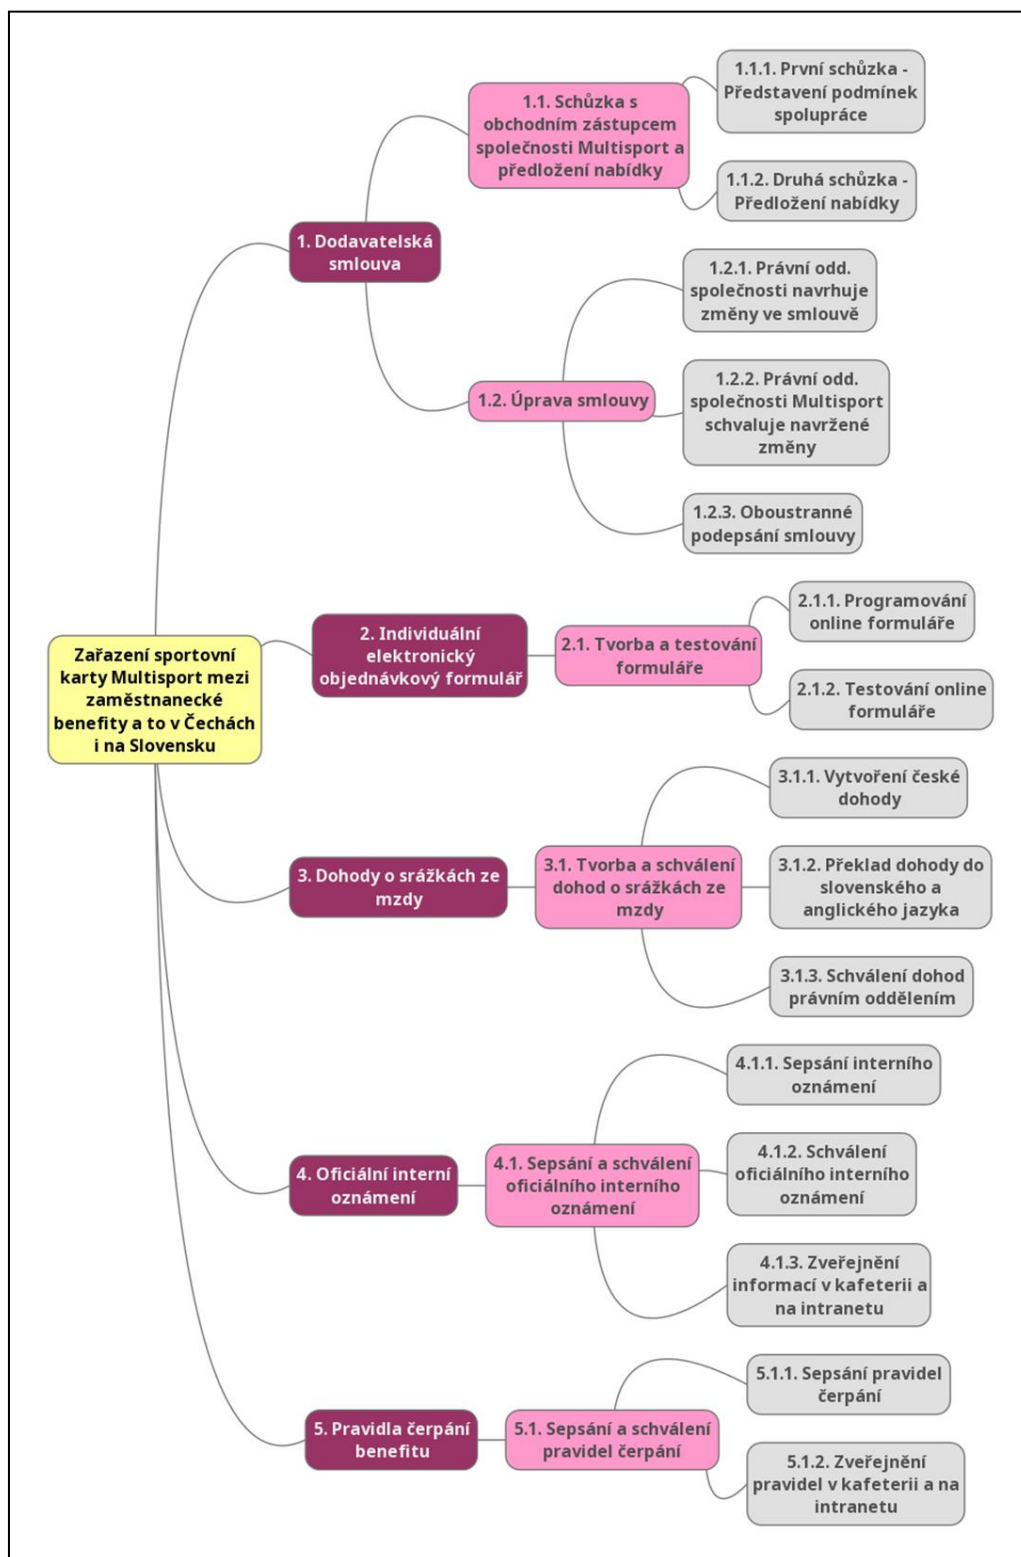 Zařazení sportovní
karty Multisport mezi
zaměstnanecké
benefity a to v Čechách
i na Slovensku
1. Dodavatelská
smlouva
1.1. Schůzka s
obchodním zástupcem
společnosti Multisport a
předložení nabídky
1.1.1. První schůzka -
Představení podmínek
spolupráce
1.1.2. Druhá schůzka -
Předložení nabídky
1.2. Úprava smlouvy
1.2.1. Právní odd.
společnosti navrhuje
změny ve smlouvě
1.2.2. Právní odd.
společnosti Multisport
schvaluje navržené
změny
1.2.3. Oboustranné
podepsání smlouvy
2. Individuální
elektronický
objednávkový formulář
2.1. Tvorba a testování
formuláře
2.1.1. Programování
online formuláře
2.1.2. Testování online
formuláře
3. Dohody o srážkách ze
mzdy
3.1. Tvorba a schválení
dohod o srážkách ze
mzdy
3.1.1. Vytvoření české
dohody
3.1.2. Překlad dohody do
slovenského a
anglického jazyka
3.1.3. Schválení dohod
právním oddělením
4. Oficiální interní
oznámení
4.1. Sepsání a schválení
oficiálního interního
oznámení
4.1.1. Sepsání interního
oznámení
4.1.2. Schválení
oficiálního interního
oznámení
4.1.3. Zveřejnění
informací v kafeterii a
na intranetu
5. Pravidla čerpání
benefitu
5.1. Sepsání a schválení
pravidel čerpání
5.1.1. Sepsání pravidel
čerpání
5.1.2. Zveřejnění
pravidel v kafeterii a na
intranetu